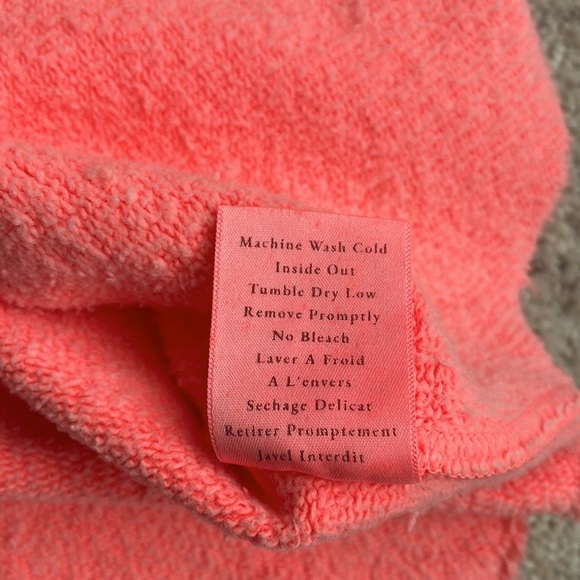 Machine Wash Cold
Inside Out
Tumble Dry Low
Remove Promptly
No Bleach
Laver A Froid
A L'envers
Sechage Delicat
Retirer Promptement
Javel Interdit